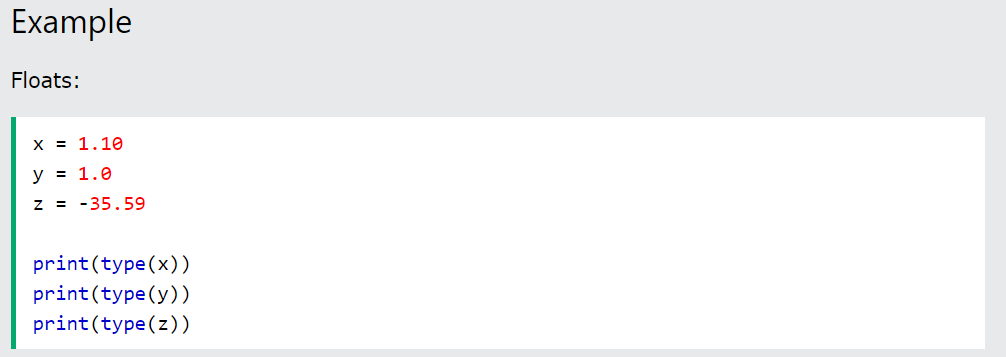 Example
Floats:
x = 1.10
y = 1.0
z = -35.59
print(type(x))
print(type(y))
print(type(z))